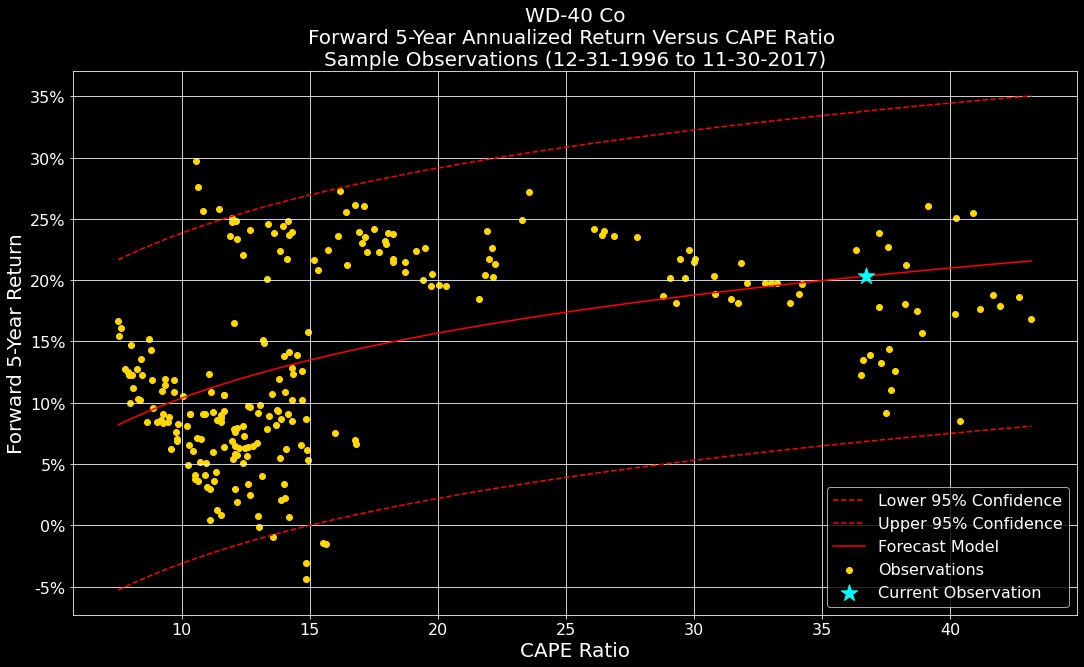 WD-40 Co
Forward 5-Year Annualized Return Versus CAPE Ratio
Sample Observations (12-31-1996 to 11-30-2017)
Forward 5-Year Return
35%
30%
25%
20%
15%
10%
5%
0%
-5%
10 15 20 25 30 35 40
CAPE Ratio
Lower 95% Confidence
Upper 95% Confidence
Forecast Model
Observations
Current Observation